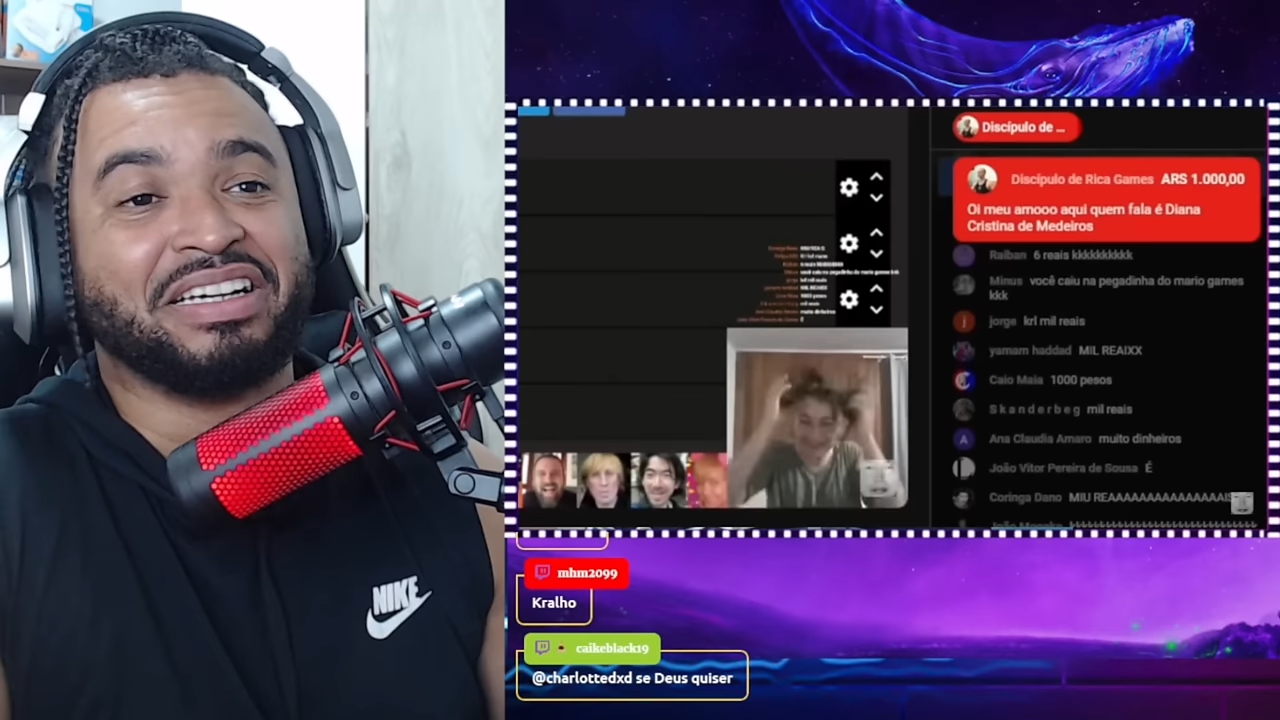 NIKE
Discípulo de ...
Discípulo de Rica Games ARS 1.000,00
Oi meu amooo aqui quem fala é Diana
Cristina de Medeiros
Raiban 6 reais kkkkkkkkkk
Minus você caiu na pegadinha do mario games
kkk
jorge krl mil reais
yamam haddad MIL REAIXX
Caio Maia 1000 pesos
S k a n d e r b e g mil reais
Ana Claudia Amaro muito dinheiros
João Vitor Pereira de Sousa É
Coringa Dano
mhm2099
Kralho
caikeblack19
@charlottedxd se Deus quiser